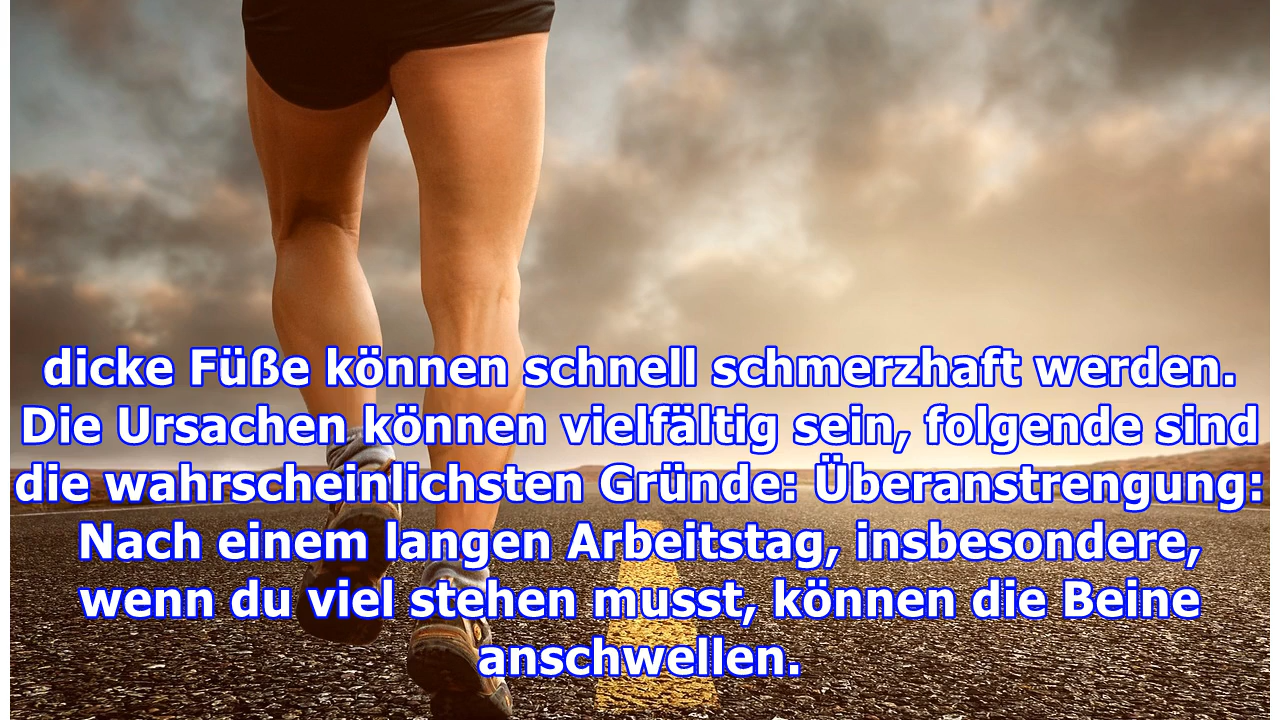 dicke Füße können schnell schmerzhaft werden.
Die Ursachen können vielfältig sein, folgende sind
die wahrscheinlichsten Gründe: Überanstrengung:
Nach einem langen Arbeitstag, insbesondere,
wenn du viel stehen musst, können die Beine
anschwellen.